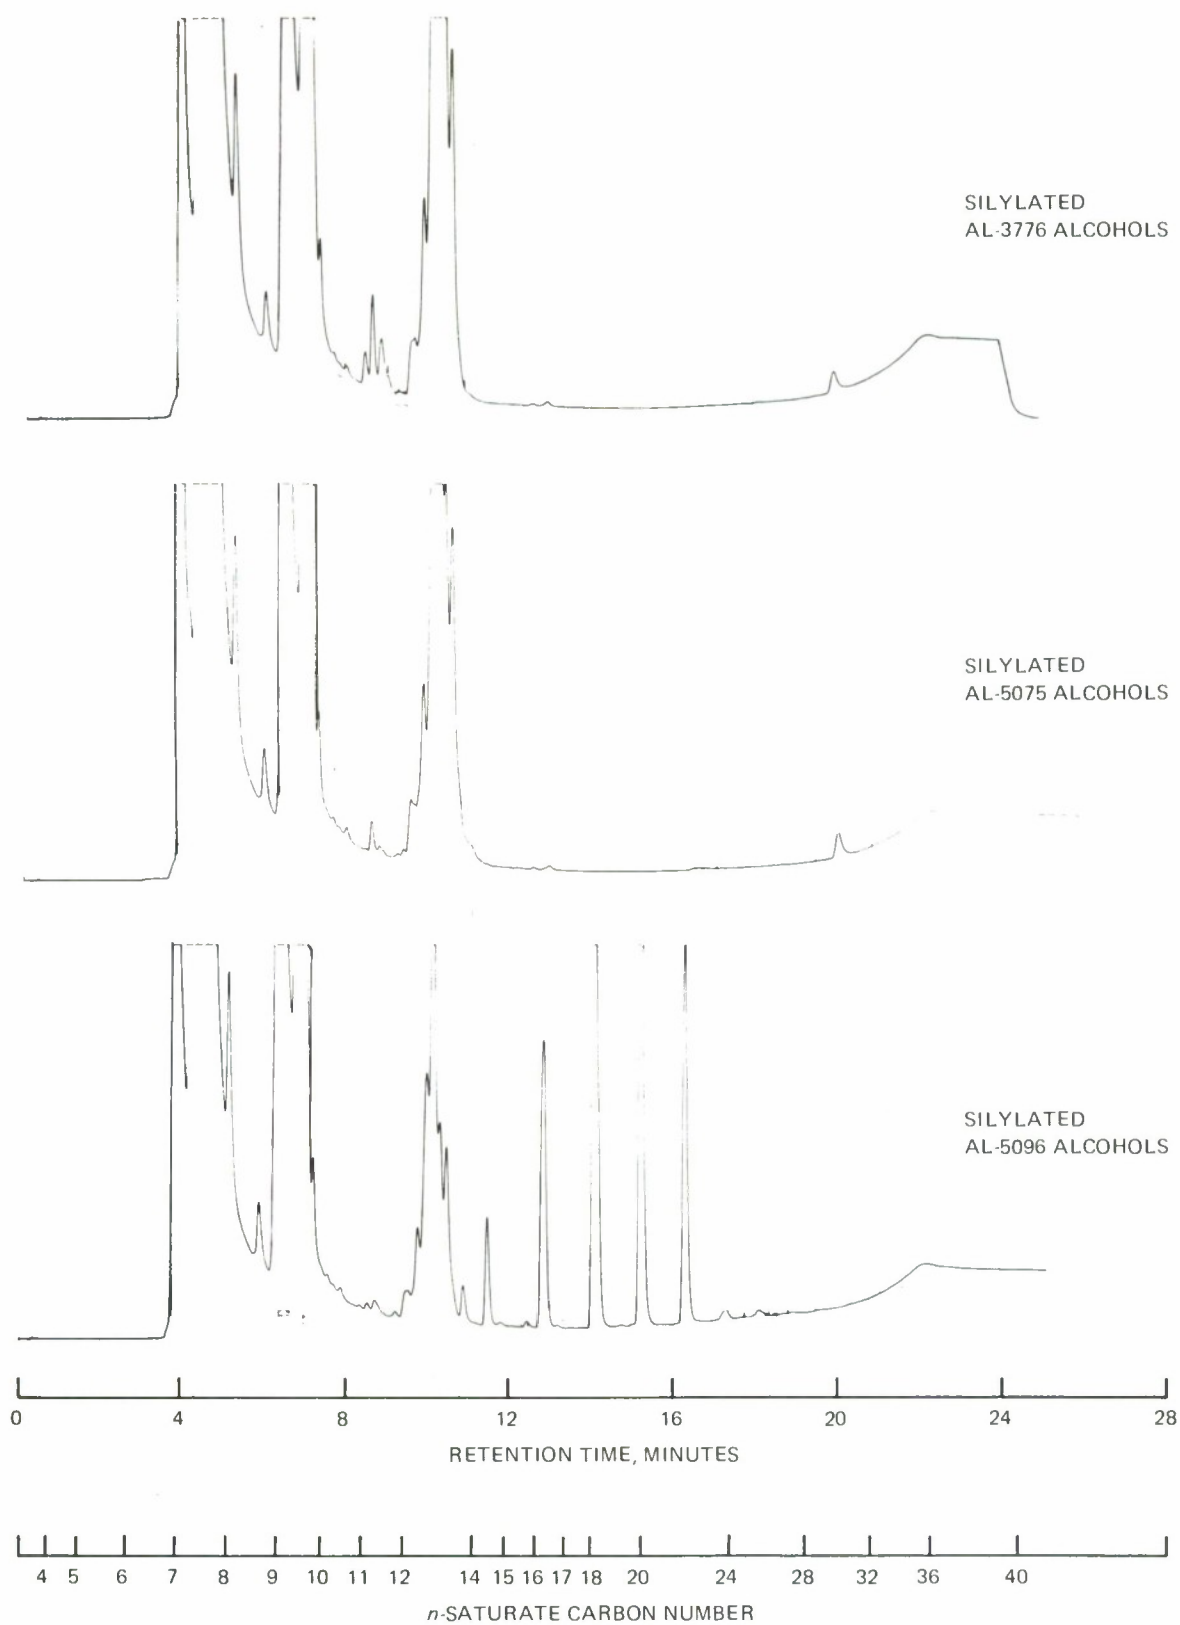 SILYLATED
AL-3776 ALCOHOLS
SILYLATED
AL-5075 ALCOHOLS
SILYLATED
AL-5096 ALCOHOLS
0 4 8 12 16 20 24 28
RETENTION TIME, MINUTES
4 5 6 7 8 9 10 11 12 14 15 16 17 18 20 24 28 32 36 40
n-SATURATE CARBON NUMBER